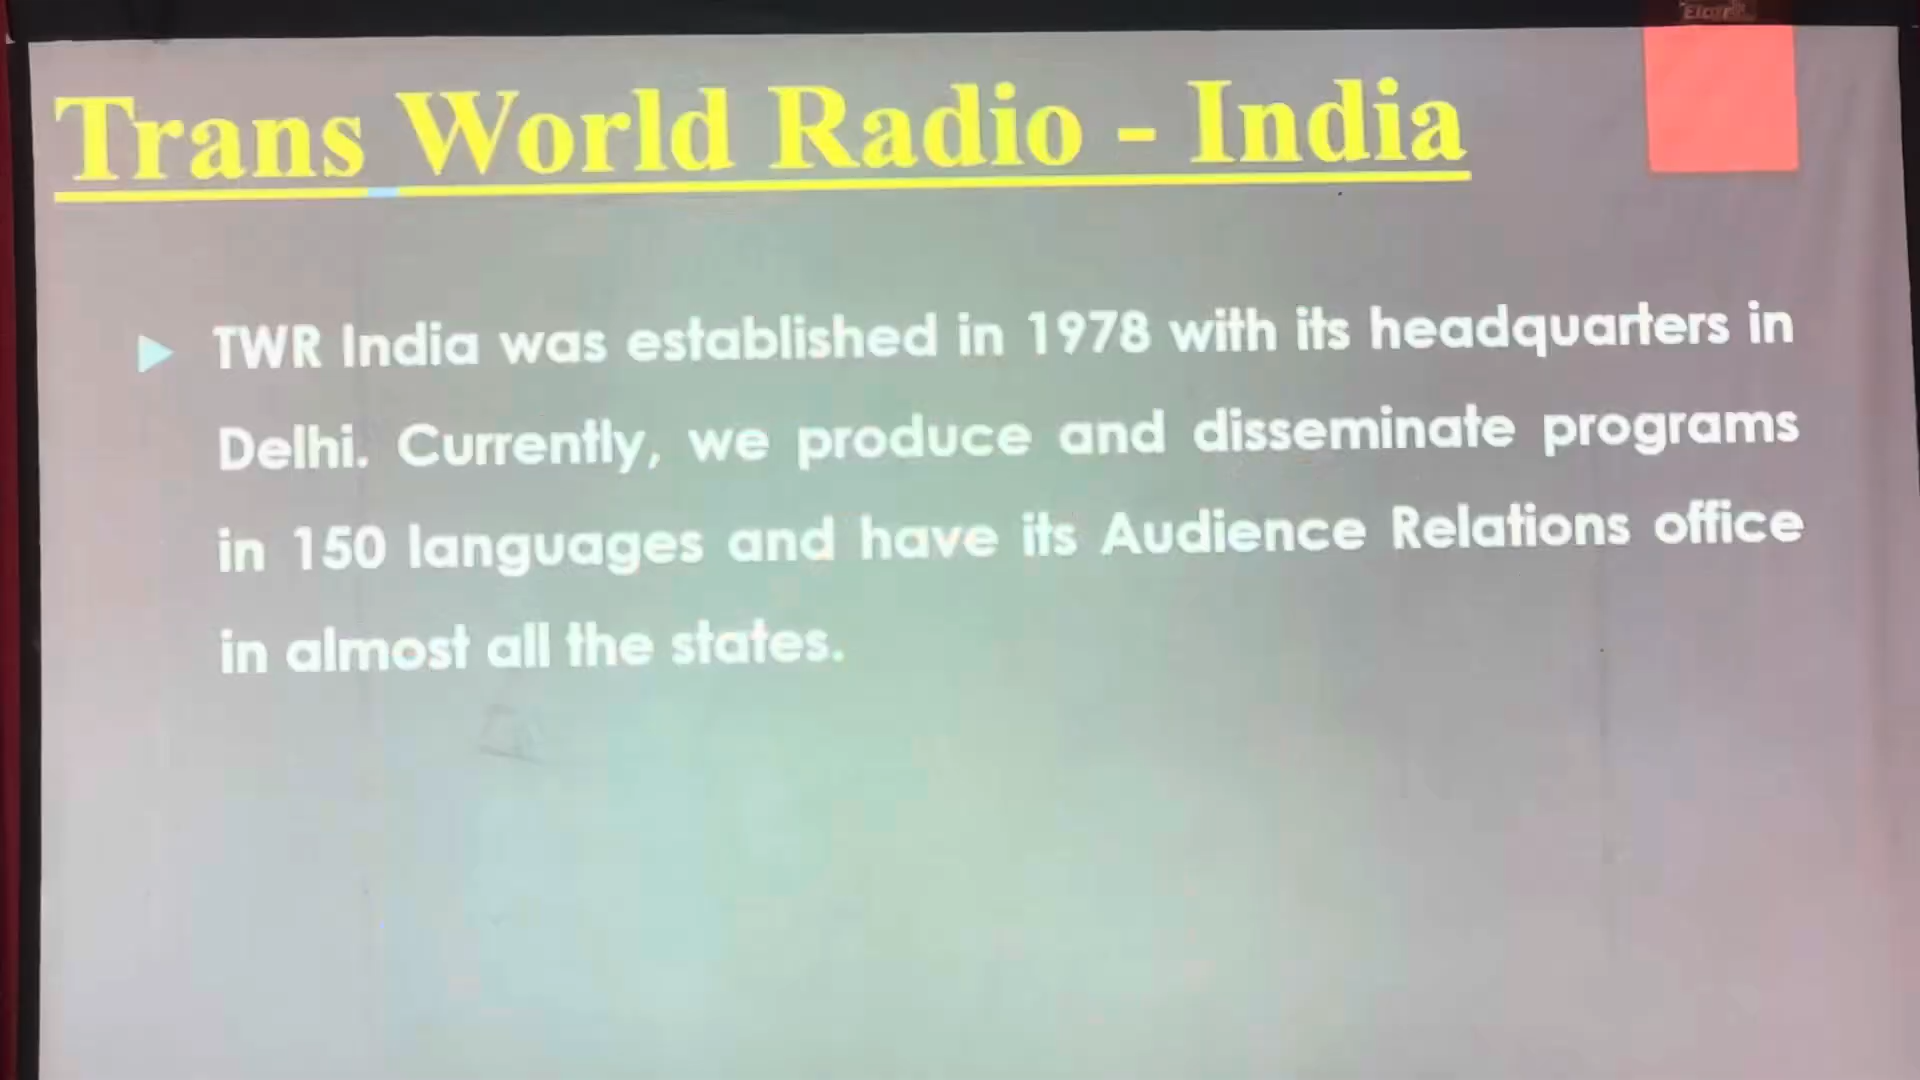 Trans World Radio - India
TWR India was established in 1978 with its headquarters in
Delhi. Currently, we produce and disseminate programs
in 150 languages and have its Audience Relations office
in almost all the states.